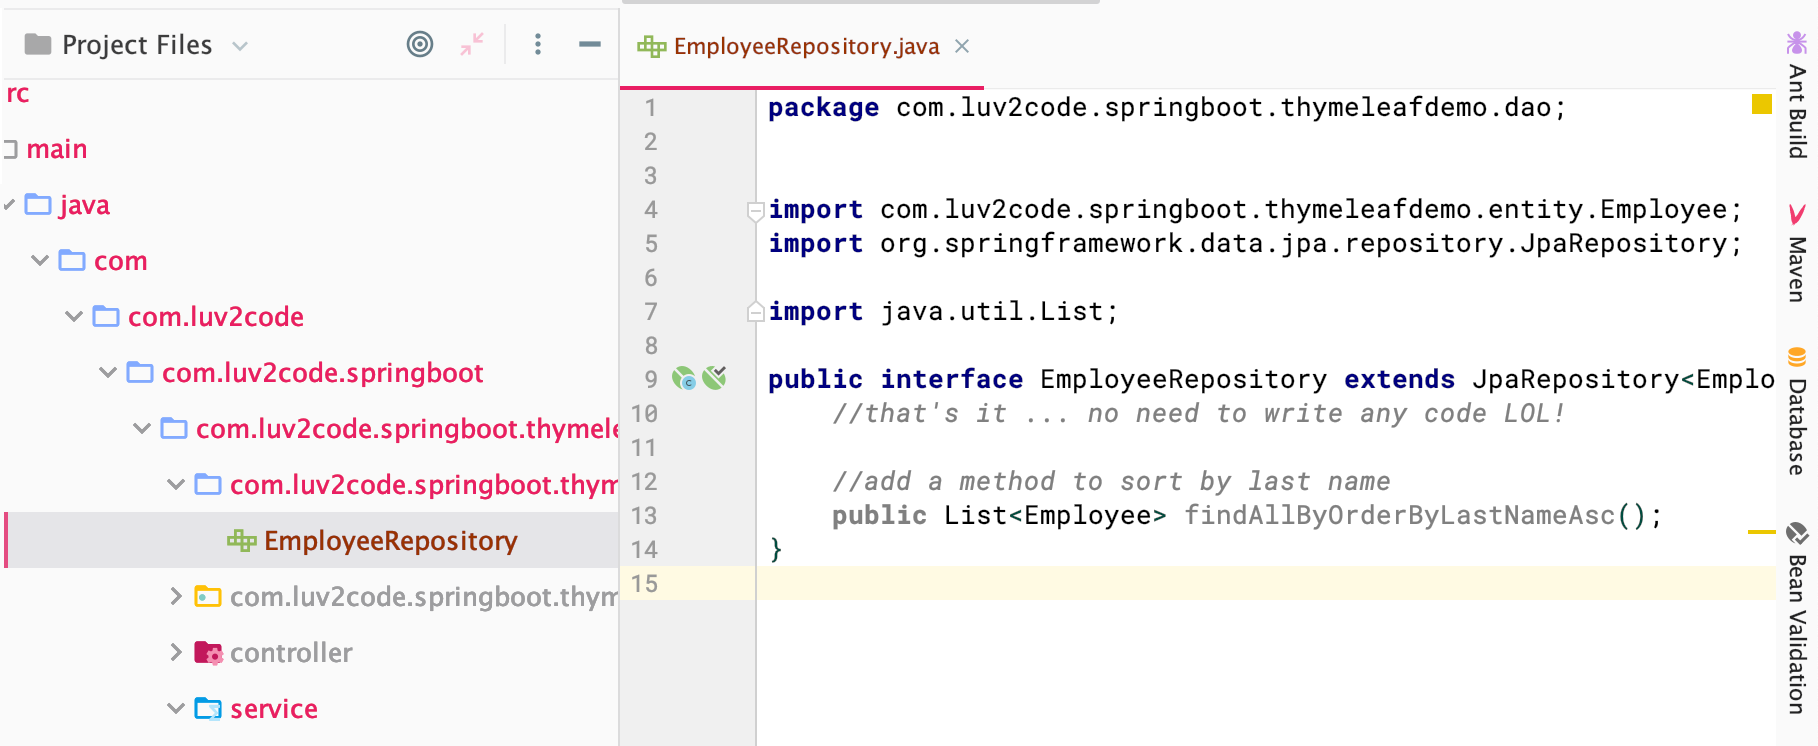 Project Files
rc
main
java
com
com.luv2code
com.luv2code.springboot
com.luv2code.springboot.thymele
com.luv2code.springboot.thym
EmployeeRepository
com.luv2code.springboot.thym
controller
service
EmployeeRepository.java
1 package com.luv2code.springboot.thymeleafdemo.dao;
2
3
4 import com.luv2code.springboot.thymeleafdemo.entity.Employee;
5 import org.springframework.data.jpa.repository.JpaRepository;
6
7 import java.util.List;
8
9 public interface EmployeeRepository extends JpaRepository<Emplo
10 //that's it ... no need to write any code LOL!
11
12 //add a method to sort by last name
13 public List<Employee> findAllByOrderByLastNameAsc();
14 }
15
Ant Build
Maven
Database
Bean Validation